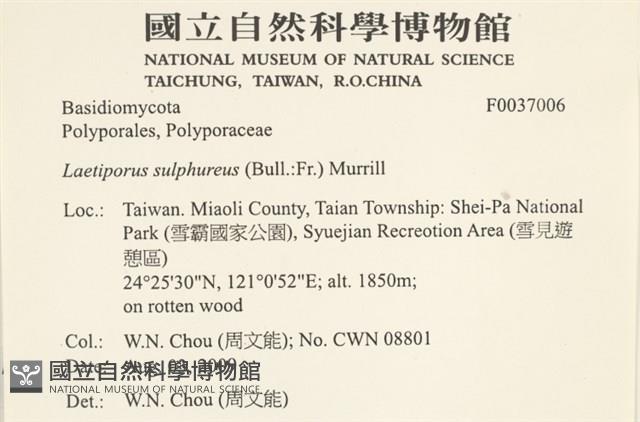 國立自然科學博物館
NATIONAL MUSEUM OF NATURAL SCIENCE
TAICHUNG, TAIWAN, R.O.CHINA
Basidiomycota F0037006
Polyporales, Polyporaceae
Laetiporus sulphureus (Bull.:Fr.) Murrill
Loc.: Taiwan. Miaoli County, Taian Township: Shei-Pa National
Park (雪霸國家公園), Syuejian Recreotion Area (雪見遊
憩區)
24°25'30"N, 121°0'52"E; alt. 1850m;
on rotten wood
Col.: W.N. Chou (周文能); No. CWN 08801
Date: 2009
國立自然科學博物館
NATIONAL MUSEUM OF NATURAL SCIENCE
Det.: W.N. Chou (周文能)